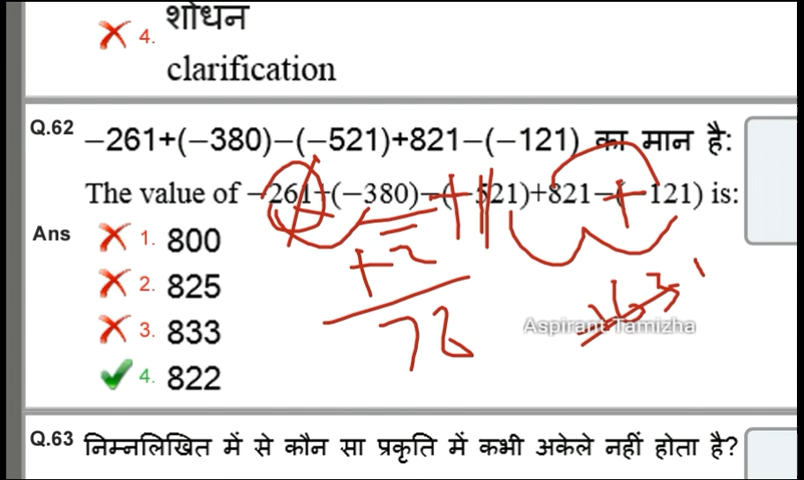 4. शोधन
clarification
Q.62 −261+(−380)−(−521)+821−(−121) का मान है:
The value of −261+(−380)−(−521)+821−(−121) is:
Ans 1. 800
2. 825
3. 833
4. 822
Aspirant Tamizha
Q.63 निम्नलिखित में से कौन सा प्रकृति में कभी अकेले नहीं होता है?